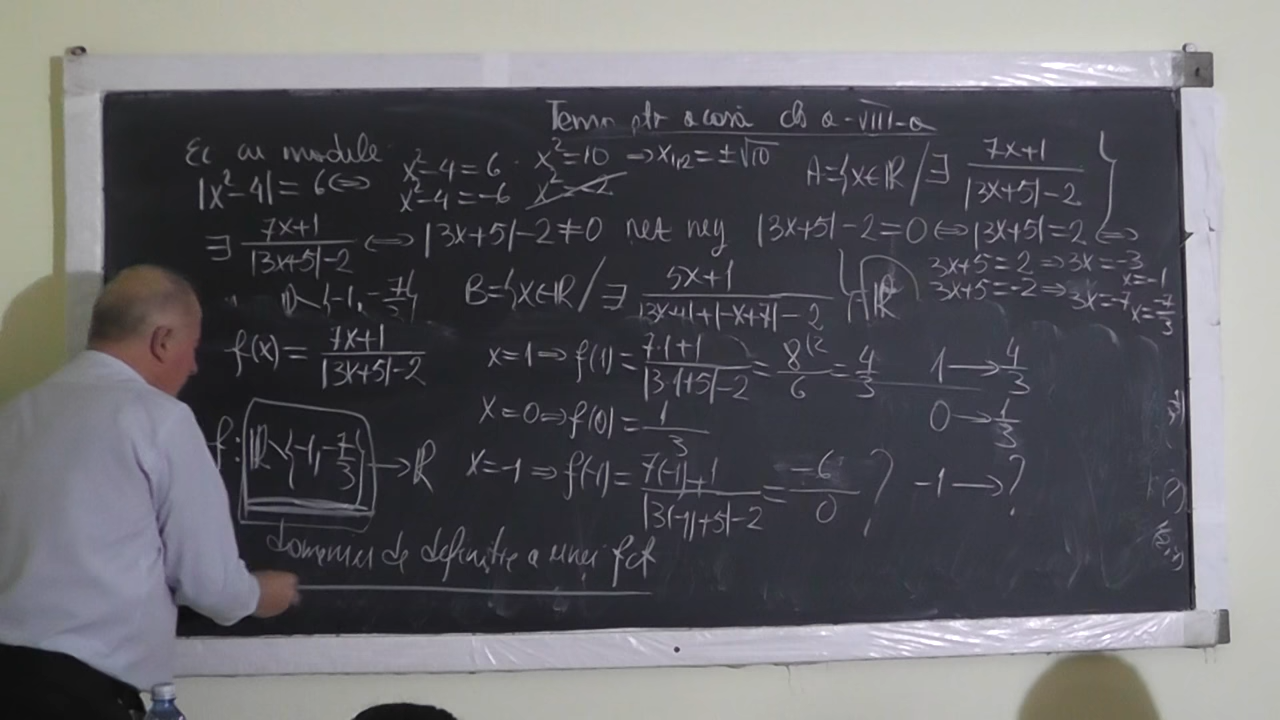 Tema ptr acasă cls a-VIII-a
Ec cu module
|x²-4|=6⇔
x²-4=6 x²=10 ⇒x₁,₂=±√10
x²-4=-6 x²=-2
A={x∈ℝ/∃ (7x+1)/(|3x+5|-2)}
∃ (7x+1)/(|3x+5|-2) ⇔ |3x+5|-2≠0 |3x+5|-2=0⇔|3x+5|=2⇔
3x+5=2⇒3x=-3 x=-1
3x+5=-2⇒3x=-7 x=-7/3
ℝ\{-1,-7/3} B={x∈ℝ/∃ (5x+1)/(|3x+4|+|-x+7|-2)}
f(x)=(7x+1)/(|3x+5|-2) x=1⇒f(1)=(7·1+1)/(|3·1+5|-2)=8/6=4/3 1→4/3
x=0⇒f(0)=1/3 0→1/3
f:ℝ\{-1,-7/3}→ℝ x=-1⇒f(-1)=(7(-1)+1)/(|3(-1)+5|-2)=-6/0? -1→?
domeniu de definiție a unei fct